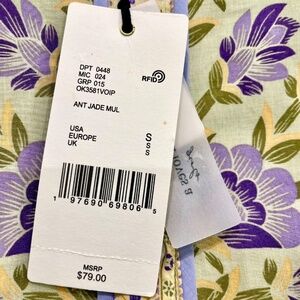 DPT 0448
MIC 024
GRP 015
OK3581VOIP
RFID
ANT JADE MUL
USA S
EUROPE S
UK S
1 97690 69806 5
MSRP
$79.00